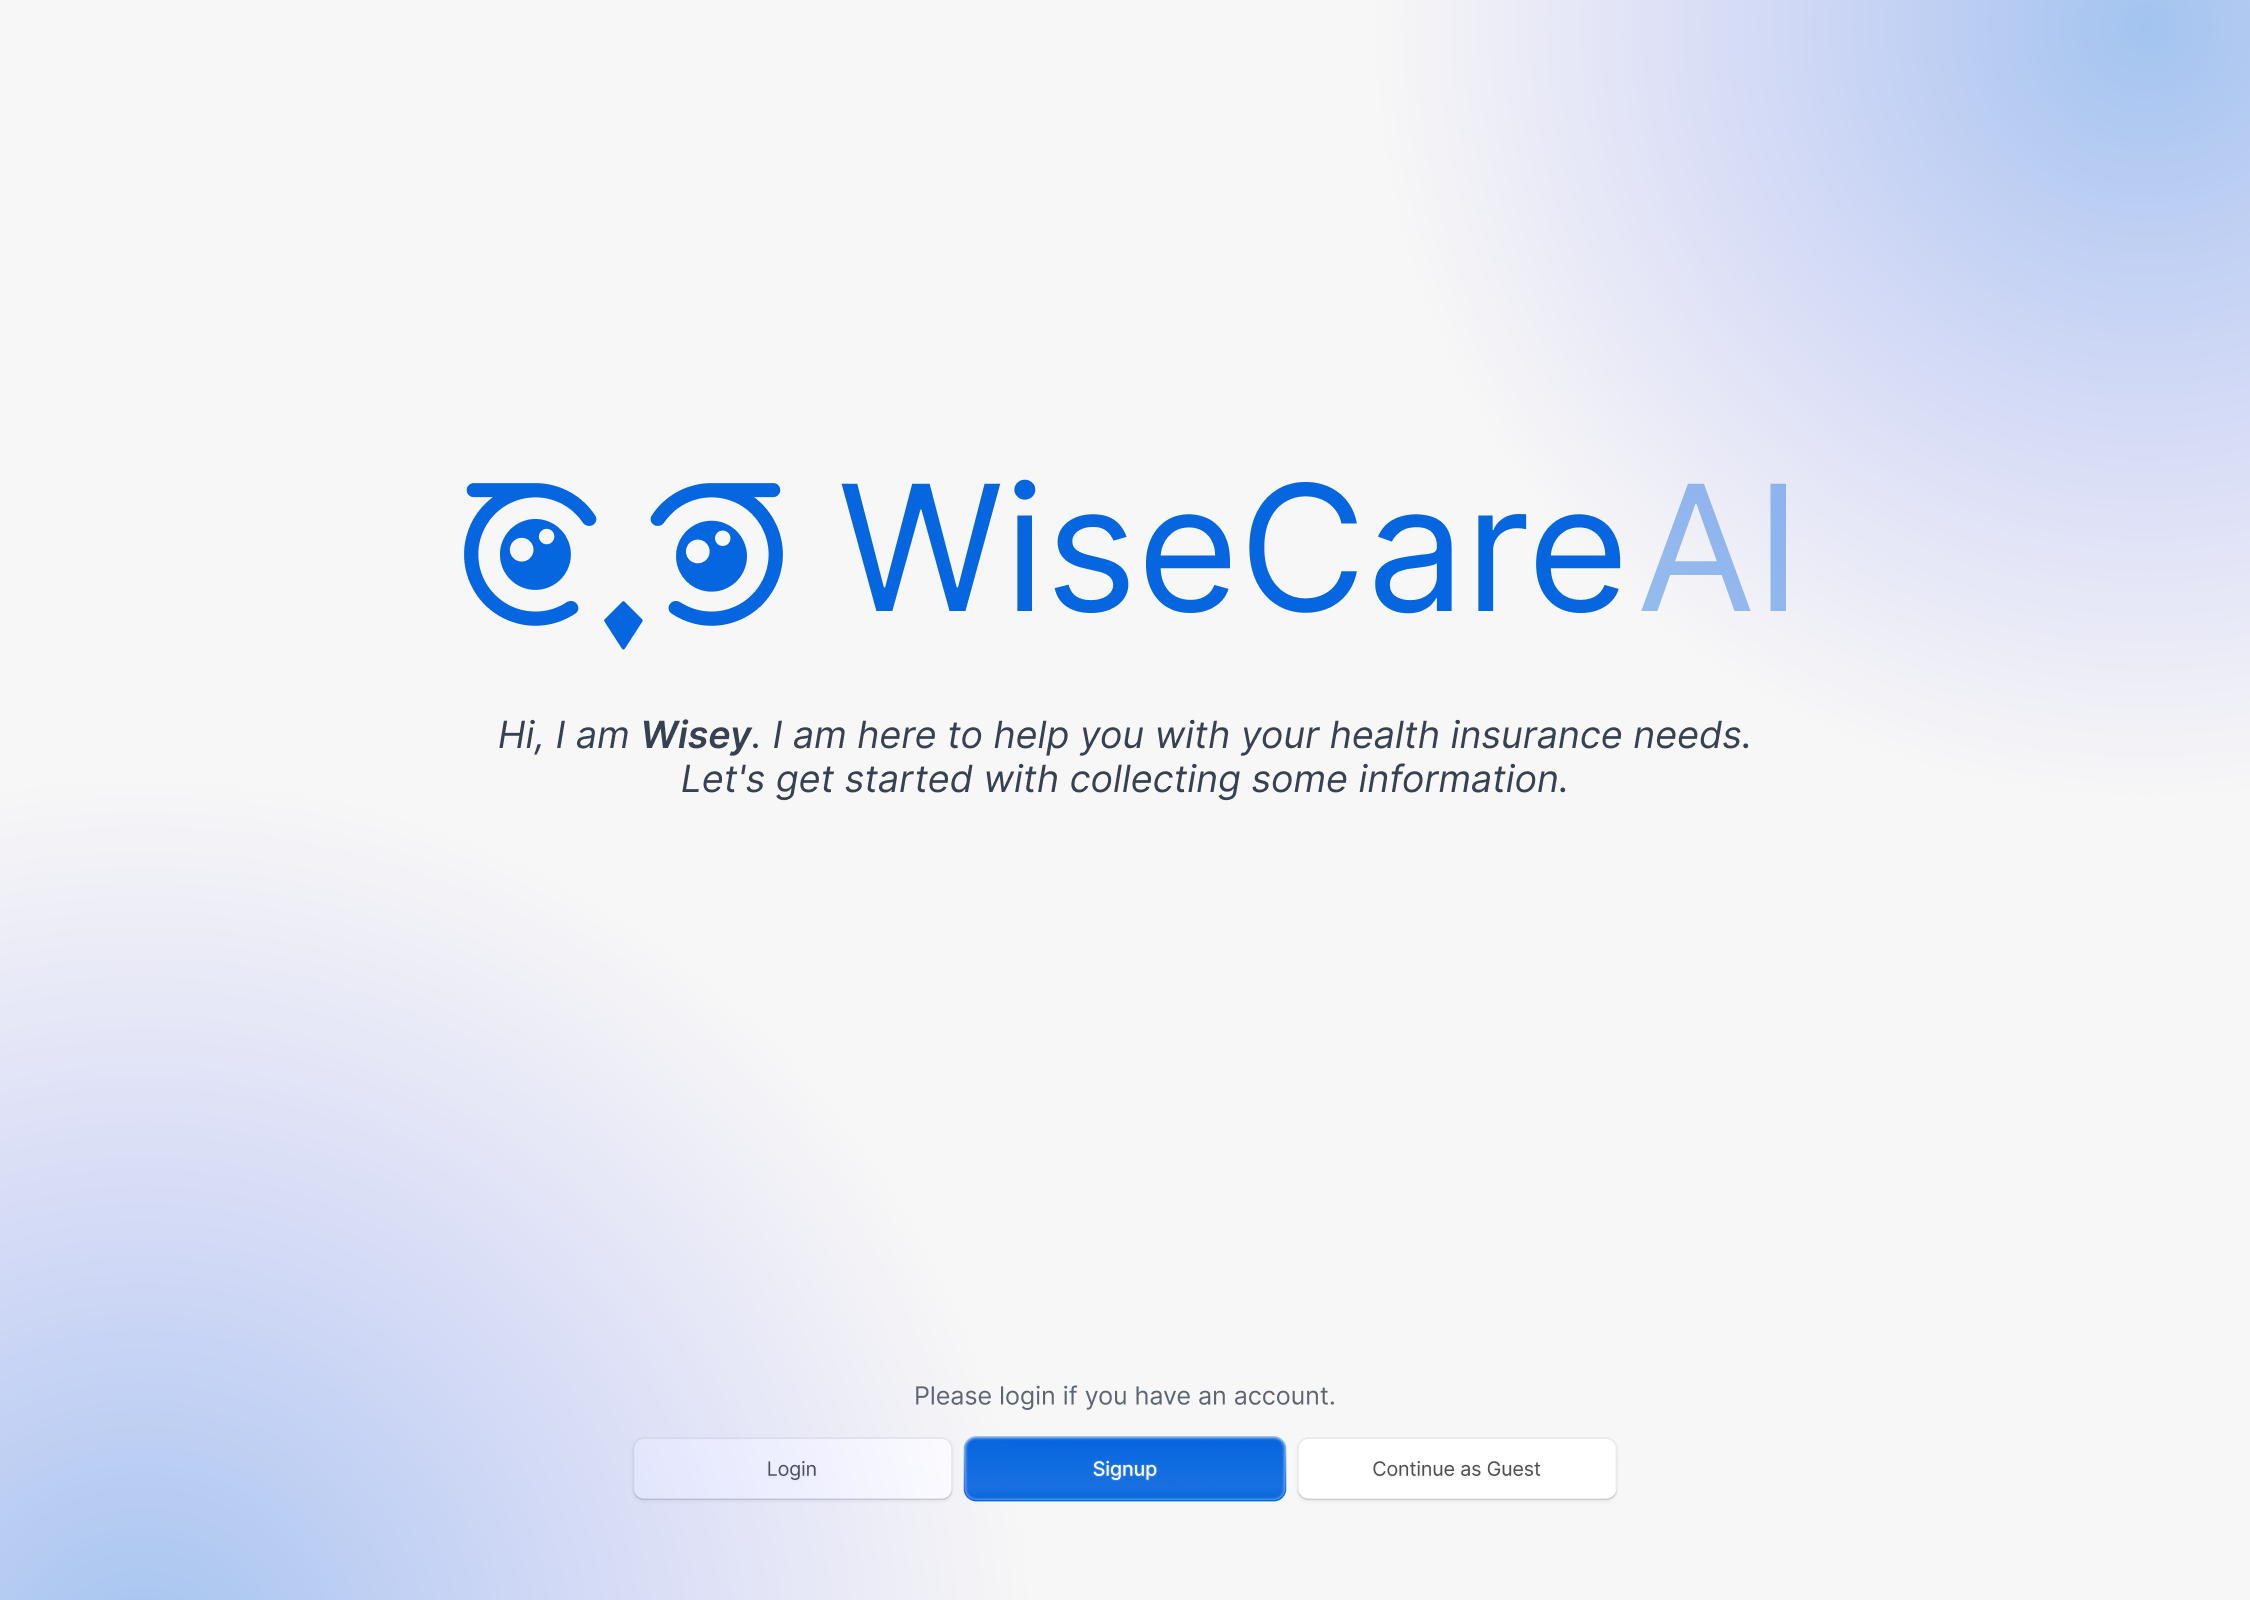 WiseCareAI
Hi, I am Wisey. I am here to help you with your health insurance needs.
Let's get started with collecting some information.
Please login if you have an account.
Login
Signup
Continue as Guest